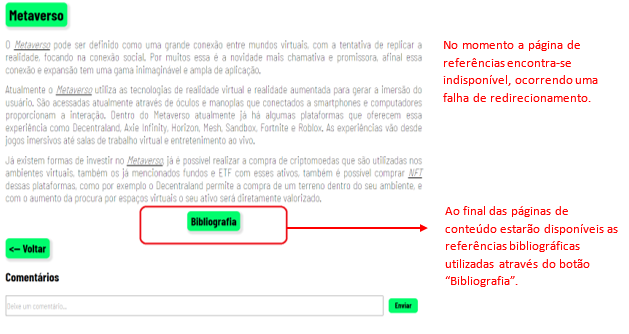 Metaverso
O Metaverso pode ser definido como uma grande conexão entre mundos virtuais, com a tentativa de replicar a
realidade, focando na conexão social. Por muitos essa é a novidade mais chamativa e promissora, afinal essa
conexão e expansão tem uma gama inimaginável e ampla de aplicação.
Atualmente o Metaverso utiliza as tecnologias de realidade virtual e realidade aumentada para gerar a imersão do
usuário. São acessadas atualmente através de óculos e manoplas que conectados a smartphones e computadores
proporcionam a interação. Dentro do Metaverso atualmente já há algumas plataformas que oferecem essa
experiência como Decentraland, Axie Infinity, Horizon, Mesh, Sandbox, Fortnite e Roblox. As experiências vão desde
jogos imersivos até salas de trabalho virtual e entretenimento ao vivo.
Já existem formas de investir no Metaverso, já é possível realizar a compra de criptomoedas que são utilizadas nos
ambientes virtuais, também os já mencionados fundos e ETF com esses ativos, também é possível comprar NFT
dessas plataformas, como por exemplo o Decentraland permite a compra de um terreno dentro do seu ambiente, e
com o aumento da procura por espaços virtuais o seu ativo será diretamente valorizado.
Bibliografia
<— Voltar
Comentários
Deixe um comentário...
Enviar
No momento a página de
referências encontra-se
indisponível, ocorrendo uma
falha de redirecionamento.
Ao final das páginas de
conteúdo estarão disponíveis as
referências bibliográficas
utilizadas através do botão
“Bibliografia”.